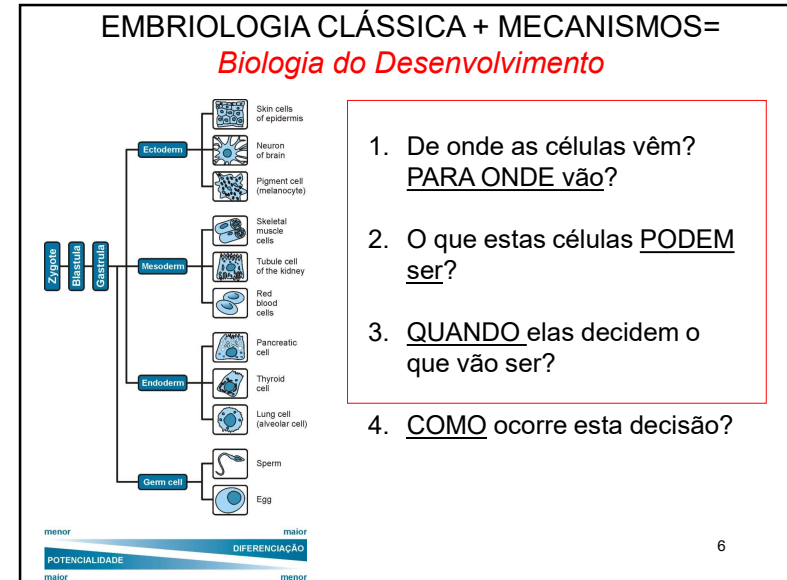 EMBRIOLOGIA CLÁSSICA + MECANISMOS=
Biologia do Desenvolvimento
Zygote
Blastula
Gastrula
Ectoderm
Skin cells
of epidermis
Neuron
of brain
Pigment cell
(melanocyte)
Mesoderm
Skeletal
muscle
cells
Tubule cell
of the kidney
Red
blood
cells
Endoderm
Pancreatic
cell
Thyroid
cell
Lung cell
(alveolar cell)
Germ cell
Sperm
Egg
menor maior
DIFERENCIAÇÃO
POTENCIALIDADE
maior menor
1. De onde as células vêm?
PARA ONDE vão?
2. O que estas células PODEM
ser?
3. QUANDO elas decidem o
que vão ser?
4. COMO ocorre esta decisão?
6